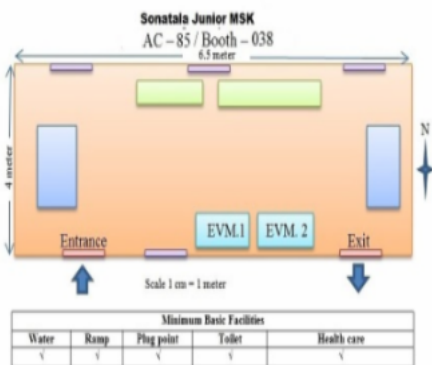 Sonatala Junior MSK
AC – 85 / Booth – 038
6.5 meter
4 meter
N
EVM.1 EVM. 2
Entrance Exit
Scale 1 cm = 1 meter
Minimum Basic Facilities
Water Ramp Plug point Toilet Health care
√ √ √ √ √